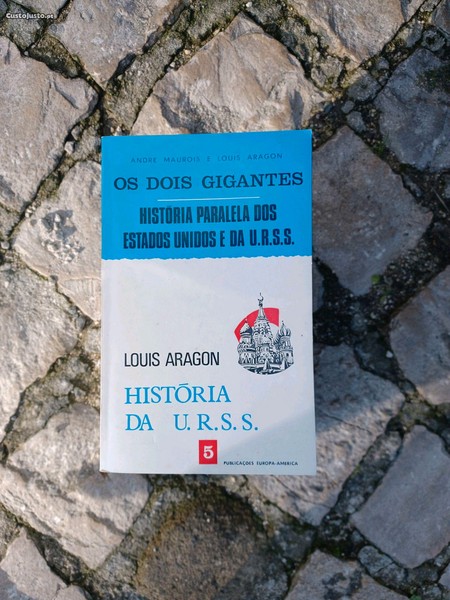 CustoJusto.pt
ANDRE MAUROIS E LOUIS ARAGON
OS DOIS GIGANTES
HISTÓRIA PARALELA DOS
ESTADOS UNIDOS E DA U.R.S.S.
LOUIS ARAGON
HISTÓRIA
DA U. R. S. S.
5
PUBLICAÇÕES EUROPA-AMÉRICA